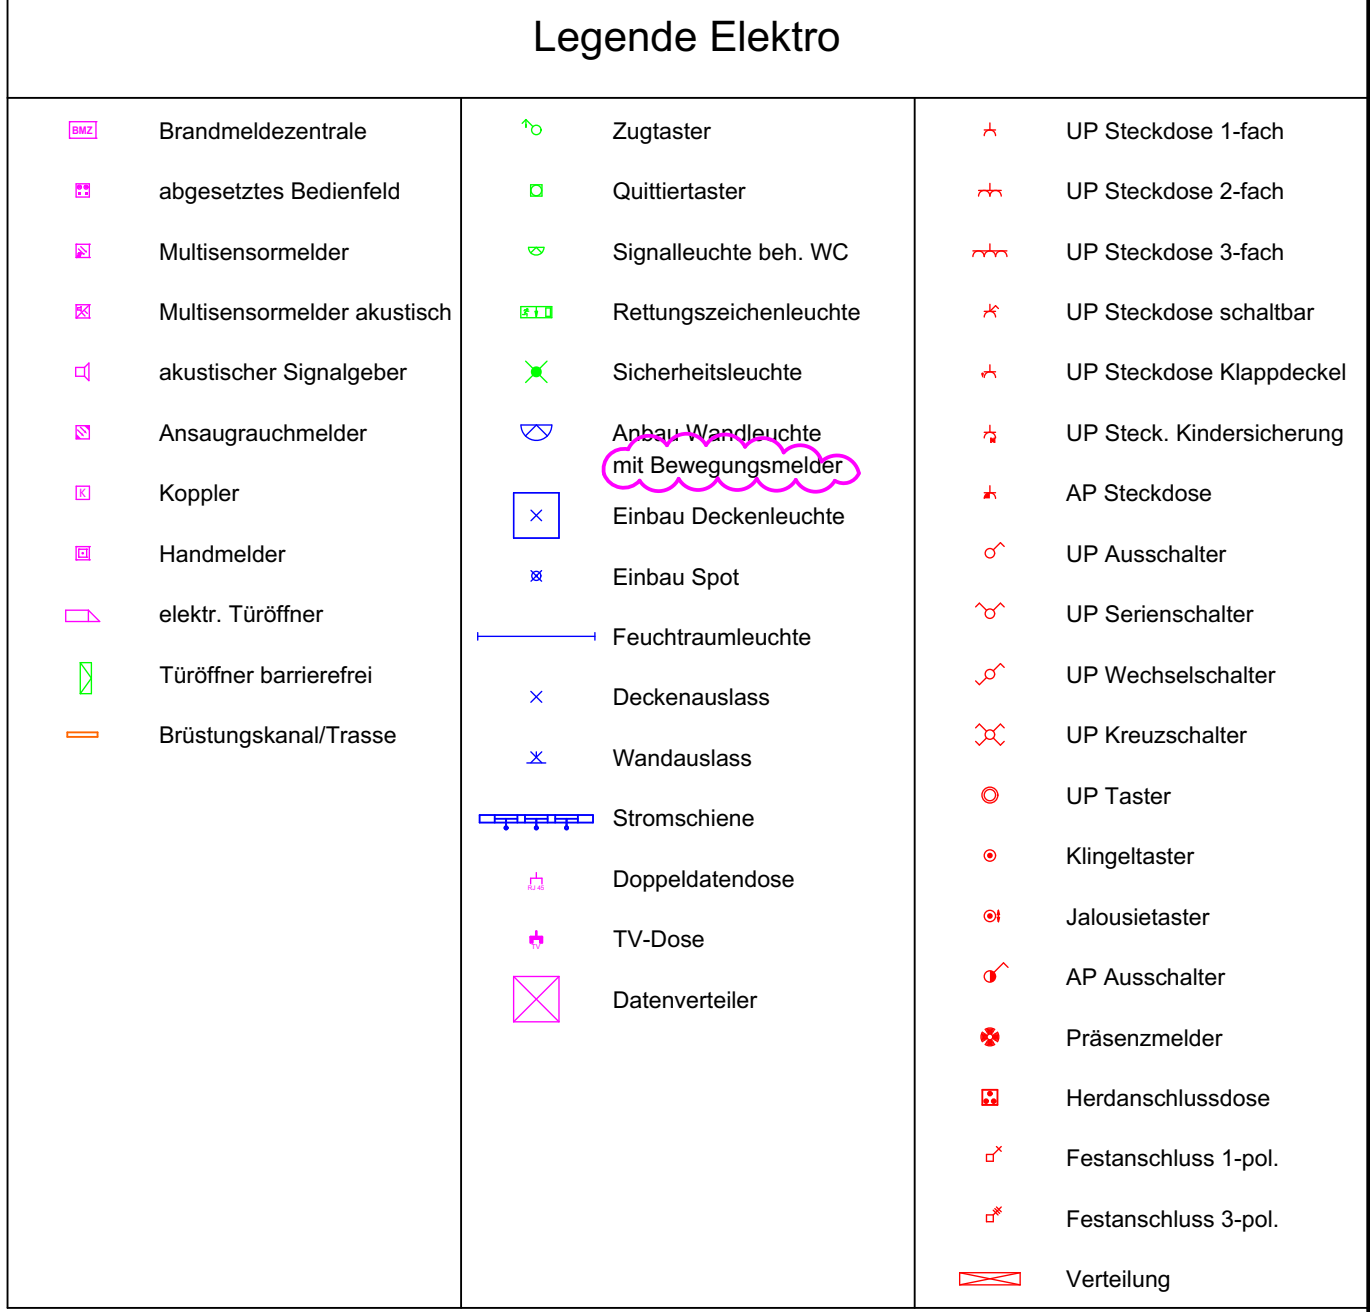 Legende Elektro
BMZ Brandmeldezentrale
abgesetztes Bedienfeld
Multisensormelder
Multisensormelder akustisch
akustischer Signalgeber
Ansaugrauchmelder
K Koppler
Handmelder
elektr. Türöffner
Türöffner barrierefrei
Brüstungskanal/Trasse
Zugtaster
Quittiertaster
Signalleuchte beh. WC
Rettungszeichenleuchte
Sicherheitsleuchte
Anbau Wandleuchte
mit Bewegungsmelder
Einbau Deckenleuchte
Einbau Spot
Feuchtraumleuchte
Deckenauslass
Wandauslass
Stromschiene
RJ-45 Doppeldatendose
TV TV-Dose
Datenverteiler
UP Steckdose 1-fach
UP Steckdose 2-fach
UP Steckdose 3-fach
UP Steckdose schaltbar
UP Steckdose Klappdeckel
UP Steck. Kindersicherung
AP Steckdose
UP Ausschalter
UP Serienschalter
UP Wechselschalter
UP Kreuzschalter
UP Taster
Klingeltaster
Jalousietaster
AP Ausschalter
Präsenzmelder
Herdanschlussdose
Festanschluss 1-pol.
Festanschluss 3-pol.
Verteilung